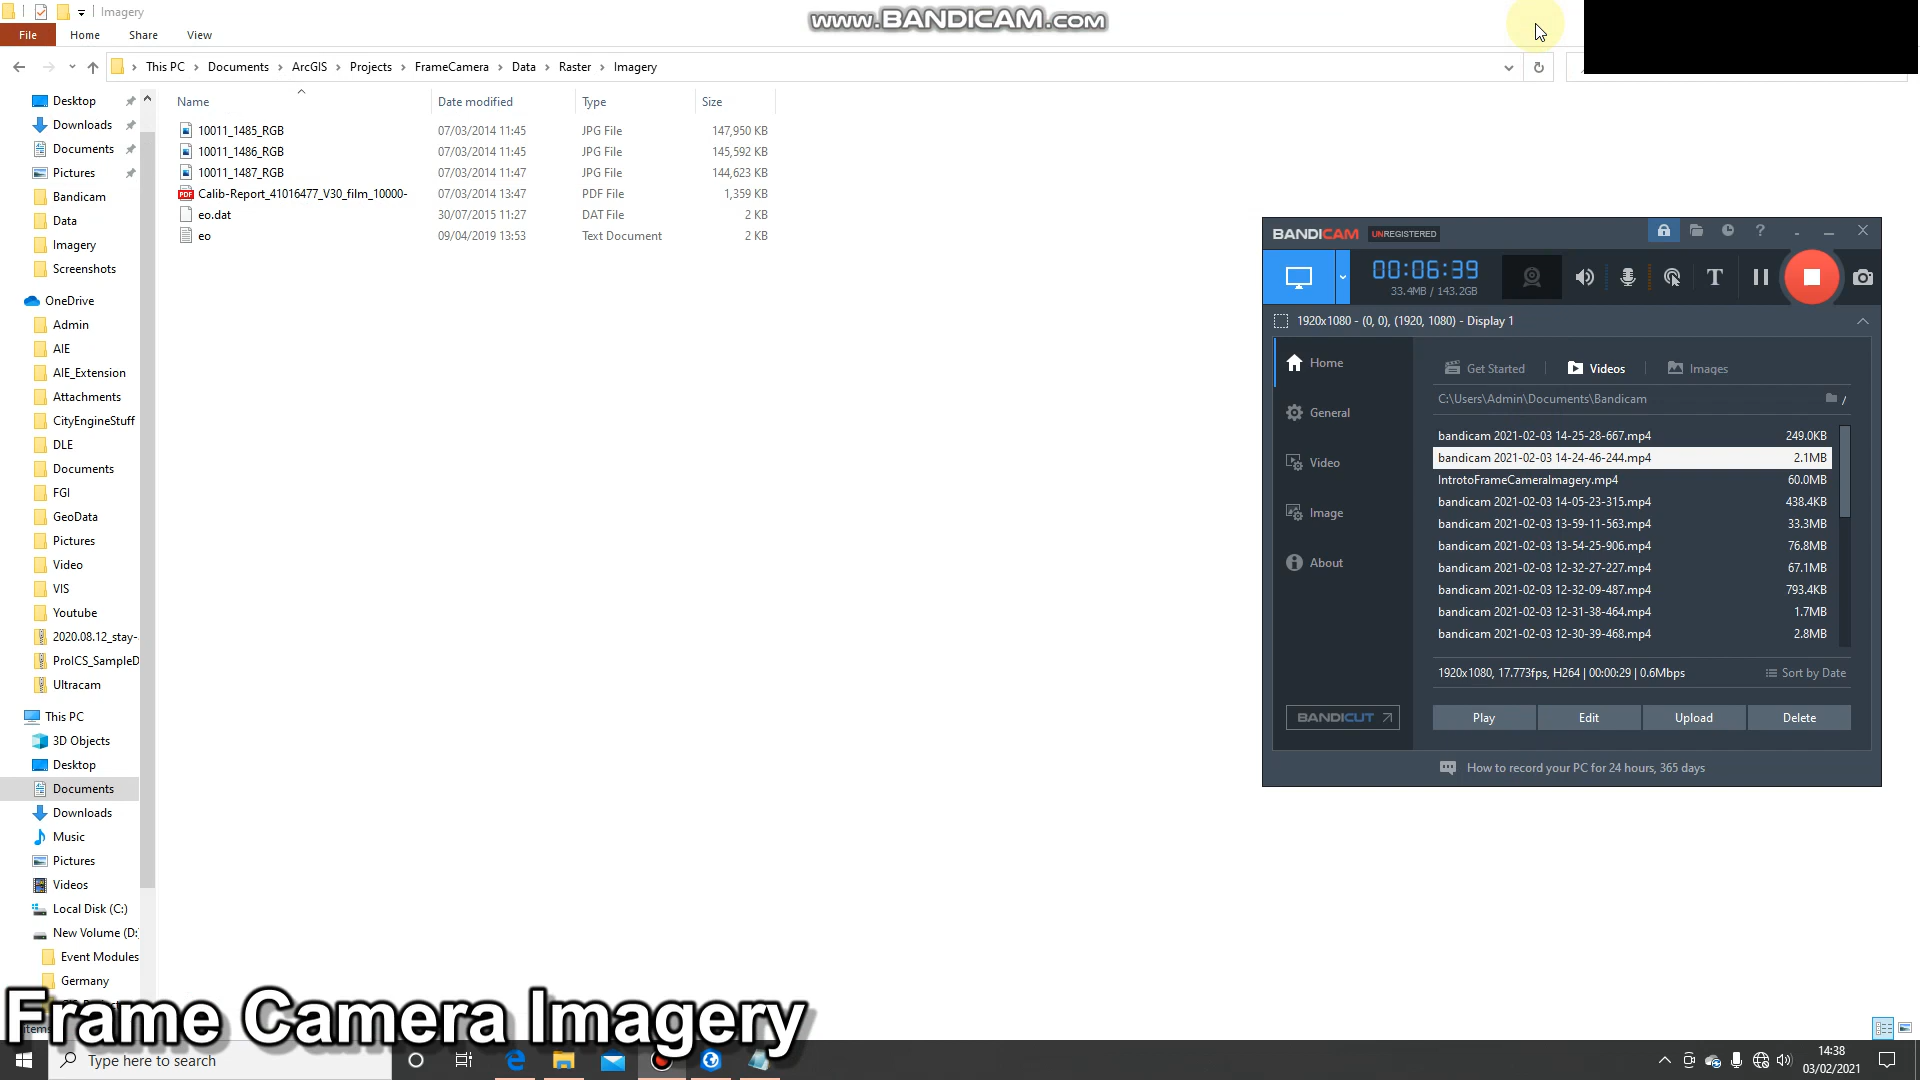 Imagery
www.BANDICAM.com
File Home Share View
This PC Documents ArcGIS Projects FrameCamera Data Raster Imagery
Name Date modified Type Size
10011_1485_RGB 07/03/2014 11:45 JPG File 147,950 KB
10011_1486_RGB 07/03/2014 11:45 JPG File 145,592 KB
10011_1487_RGB 07/03/2014 11:47 JPG File 144,623 KB
Calib-Report_41016477_V30_film_10000- 07/03/2014 13:47 PDF File 1,359 KB
eo.dat 30/07/2015 11:27 DAT File 2 KB
eo 09/04/2019 13:53 Text Document 2 KB
Desktop
Downloads
Documents
Pictures
Bandicam
Data
Imagery
Screenshots
OneDrive
Admin
AIE
AIE_Extension
Attachments
CityEngineStuff
DLE
Documents
FGI
GeoData
Pictures
Video
VIS
Youtube
2020.08.12_stay-
ProICS_SampleD
Ultracam
This PC
3D Objects
Desktop
Documents
Downloads
Music
Pictures
Videos
Local Disk (C:)
New Volume (D:
Event Modules
Germany
BANDICAM UNREGISTERED
00:06:39
33.4MB / 143.2GB
1920x1080 - (0, 0), (1920, 1080) - Display 1
Home
General
Video
Image
About
BANDICUT
Get Started Videos Images
C:\Users\Admin\Documents\Bandicam /
bandicam 2021-02-03 14-25-28-667.mp4 249.0KB
bandicam 2021-02-03 14-24-46-244.mp4 2.1MB
IntrotoFrameCameraImagery.mp4 60.0MB
bandicam 2021-02-03 14-05-23-315.mp4 438.4KB
bandicam 2021-02-03 13-59-11-563.mp4 33.3MB
bandicam 2021-02-03 13-54-25-906.mp4 76.8MB
bandicam 2021-02-03 12-32-27-227.mp4 67.1MB
bandicam 2021-02-03 12-32-09-487.mp4 793.4KB
bandicam 2021-02-03 12-31-38-464.mp4 1.7MB
bandicam 2021-02-03 12-30-39-468.mp4 2.8MB
1920x1080, 17.773fps, H264 | 00:00:29 | 0.6Mbps Sort by Date
Play Edit Upload Delete
How to record your PC for 24 hours, 365 days
Frame Camera Imagery
items
Type here to search
14:38
03/02/2021